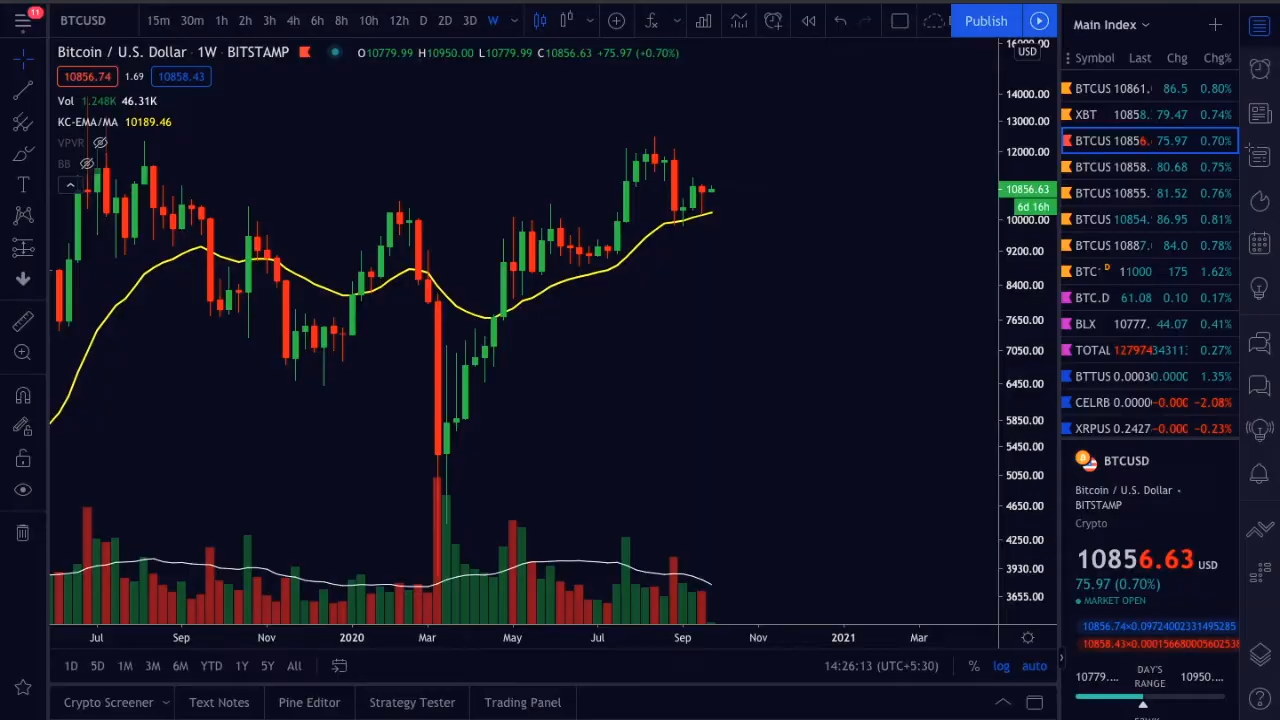 11
BTCUSD 15m 30m 1h 2h 3h 4h 6h 8h 10h 12h D 2D 3D W Publish
Bitcoin / U.S. Dollar · 1W · BITSTAMP O10779.99 H10950.00 L10779.99 C10856.63 +75.97 (+0.70%)
10856.74 1.69 10858.43
Vol 1.248K 46.31K
KC-EMA/MA 10189.46
VPVR
BB
16000.00
USD
14000.00
13000.00
12000.00
10856.63
6d 16h
10000.00
9200.00
8400.00
7650.00
7050.00
6450.00
5850.00
5450.00
5050.00
4650.00
4250.00
3930.00
3655.00
Jul Sep Nov 2020 Mar May Jul Sep Nov 2021 Mar
1D 5D 1M 3M 6M YTD 1Y 5Y All 14:26:13 (UTC+5:30) % log auto
Crypto Screener Text Notes Pine Editor Strategy Tester Trading Panel
Main Index
Symbol Last Chg Chg%
BTCUS 10861. 86.5 0.80%
XBT 10858. 79.47 0.74%
BTCUS 10856. 75.97 0.70%
BTCUS 10858. 80.68 0.75%
BTCUS 10855. 81.52 0.76%
BTCUS 10854. 86.95 0.81%
BTCUS 10887. 84.0 0.78%
BTC D 11000 175 1.62%
BTC.D 61.08 0.10 0.17%
BLX 10777. 44.07 0.41%
TOTAL 127974 343113 0.27%
BTTUS 0.0003 0.0000 1.35%
CELRB 0.0000 −0.000 −2.08%
XRPUS 0.2427 −0.000 −0.23%
BTCUSD
Bitcoin / U.S. Dollar •
BITSTAMP
Crypto
10856.63 USD
75.97 (0.70%)
MARKET OPEN
10856.74×0.09724002331495285
10858.43×0.000156680005602538
10779.... DAY'S RANGE 10950....